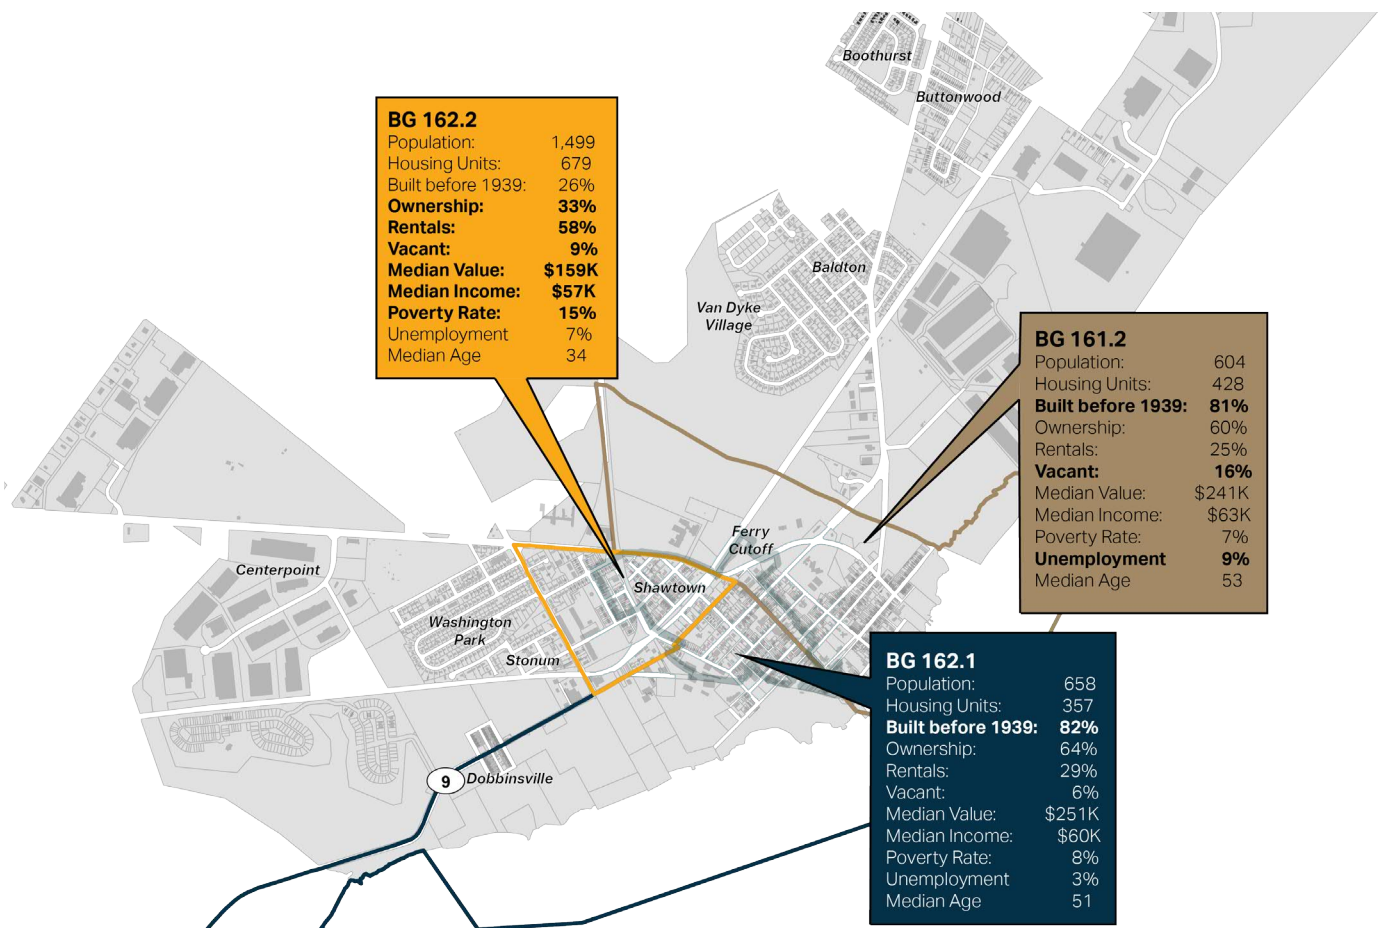 Boothurst
Buttonwood
BG 162.2
Population: 1,499
Housing Units: 679
Built before 1939: 26%
Ownership: 33%
Rentals: 58%
Vacant: 9%
Median Value: $159K
Median Income: $57K
Poverty Rate: 15%
Unemployment 7%
Median Age 34
Baldton
Van Dyke
Village
BG 161.2
Population: 604
Housing Units: 428
Built before 1939: 81%
Ownership: 60%
Rentals: 25%
Vacant: 16%
Median Value: $241K
Median Income: $63K
Poverty Rate: 7%
Unemployment 9%
Median Age 53
Ferry
Cutoff
Centerpoint
Shawtown
Washington
Park
Stonum
BG 162.1
Population: 658
Housing Units: 357
Built before 1939: 82%
Ownership: 64%
Rentals: 29%
Vacant: 6%
Median Value: $251K
Median Income: $60K
Poverty Rate: 8%
Unemployment 3%
Median Age 51
9
Dobbinsville